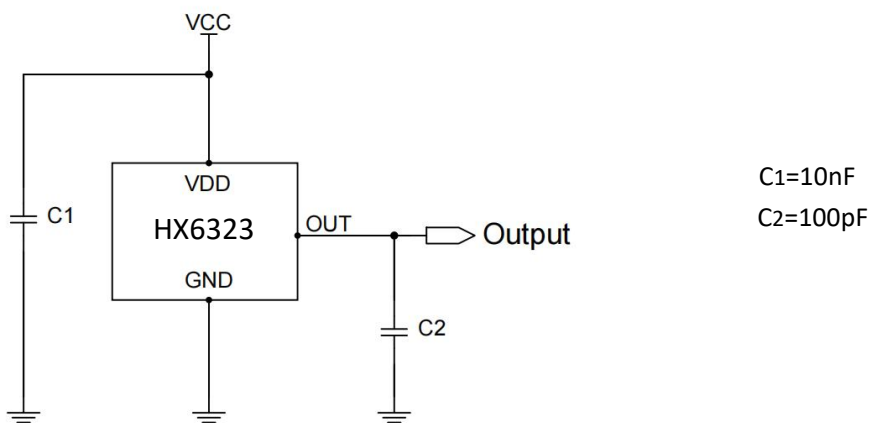 VCC
VDD
C1
HX6323
OUT
Output
GND
C2
C1=10nF
C2=100pF